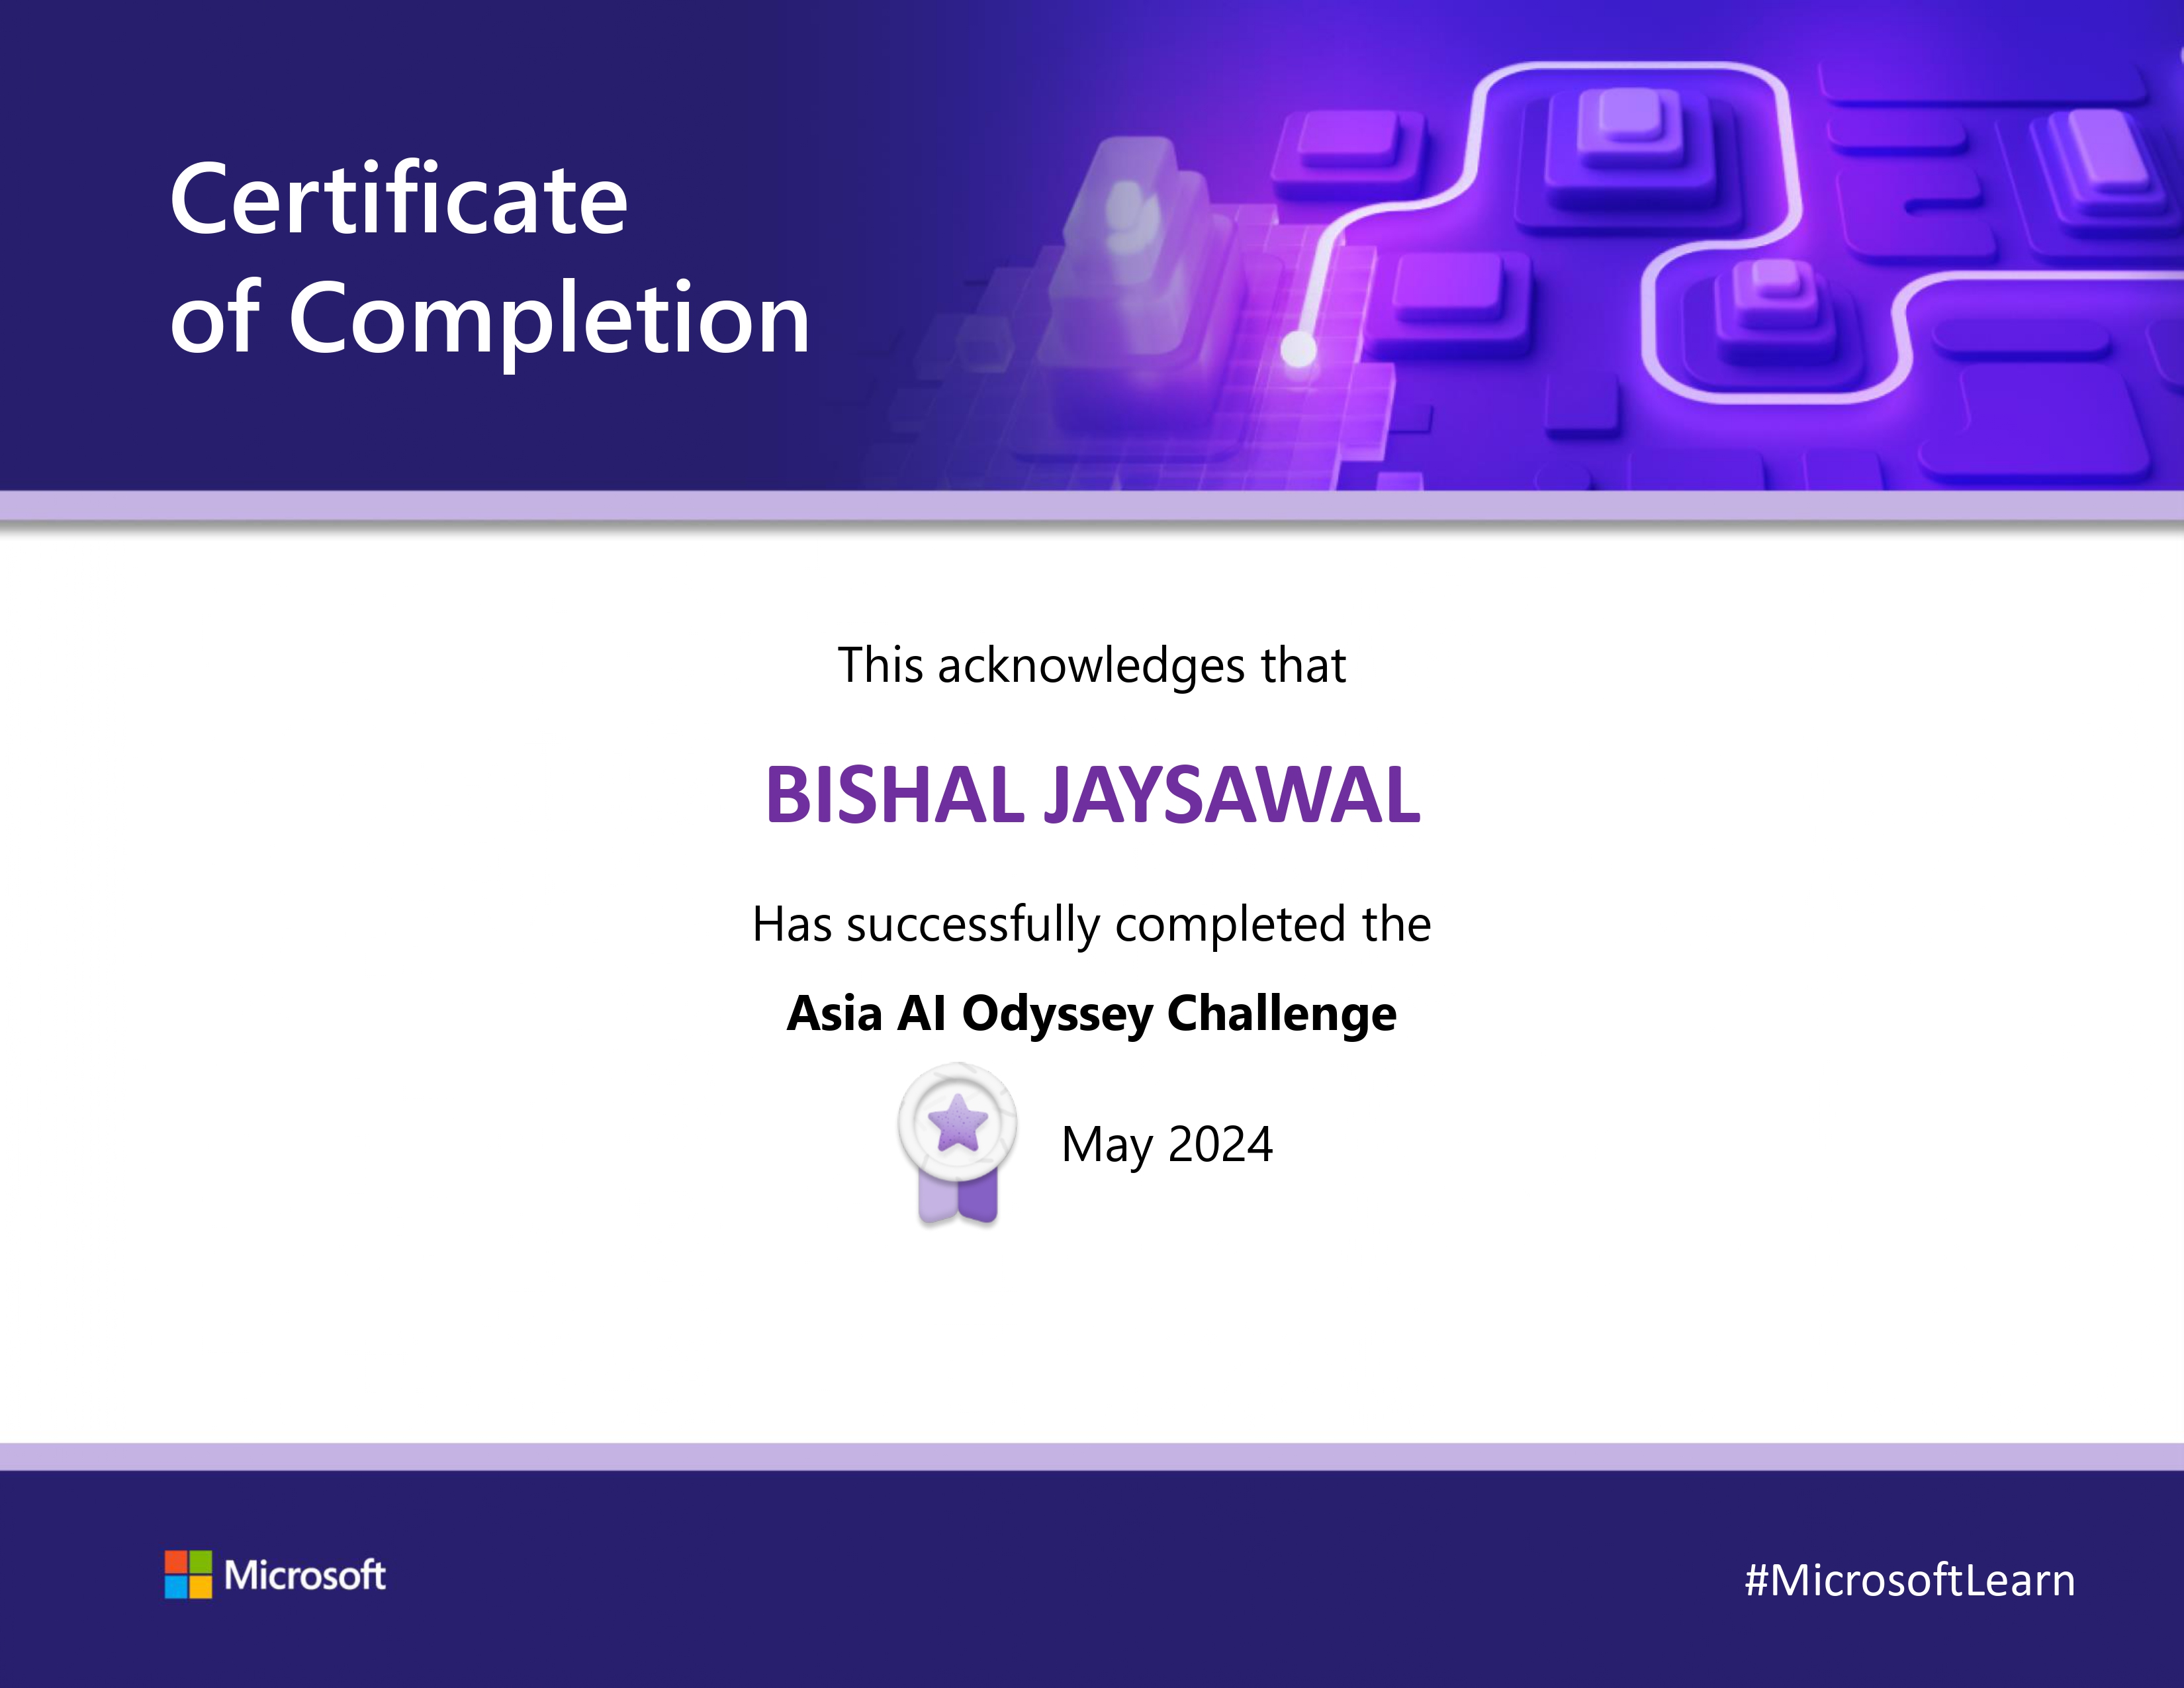 Certificate
of Completion
This acknowledges that
BISHAL JAYSAWAL
Has successfully completed the
Asia AI Odyssey Challenge
May 2024
Microsoft
#MicrosoftLearn